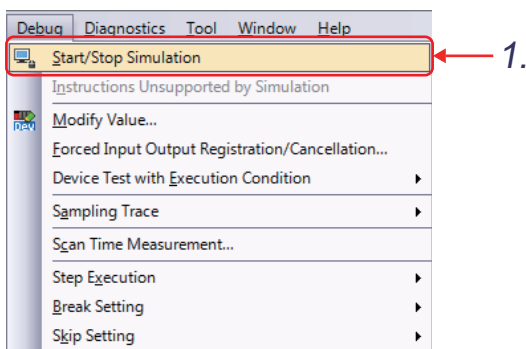 Debug Diagnostics Tool Window Help
Start/Stop Simulation
1.
Instructions Unsupported by Simulation
Dev
Modify Value...
Forced Input Output Registration/Cancellation...
Device Test with Execution Condition
Sampling Trace
Scan Time Measurement...
Step Execution
Break Setting
Skip Setting